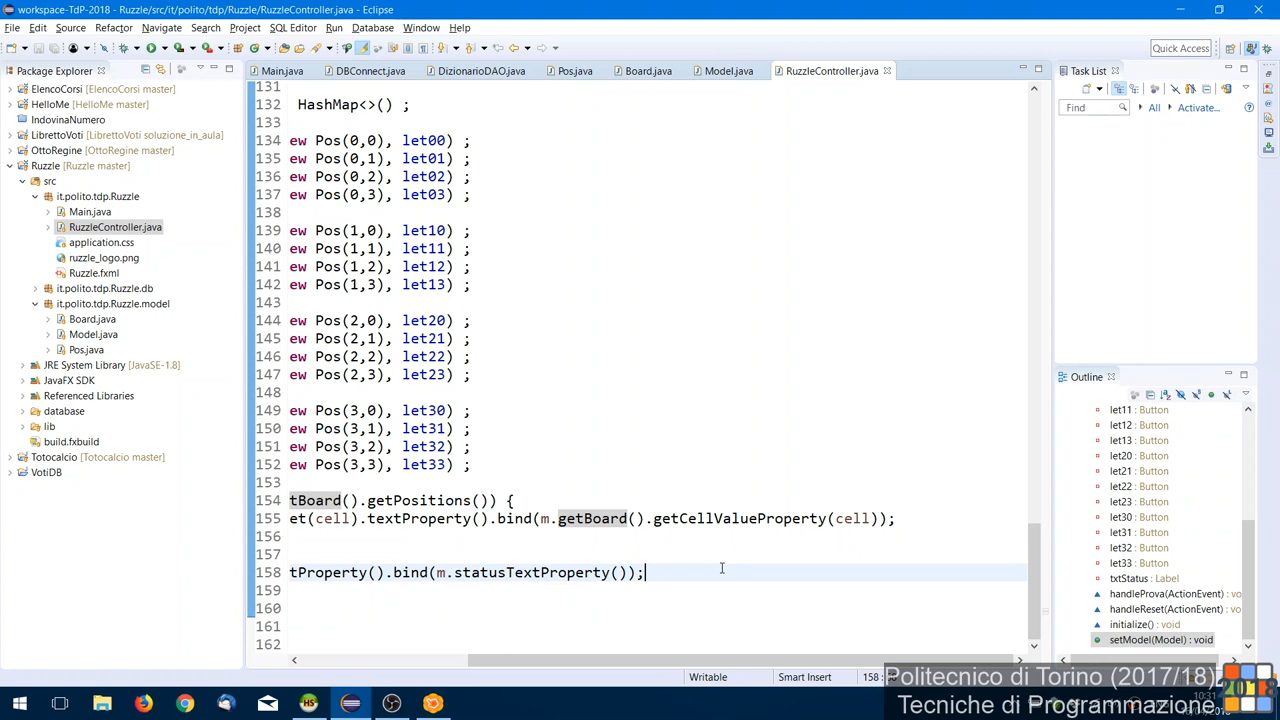 workspace-TdP-2018 - Ruzzle/src/it/polito/tdp/Ruzzle/RuzzleController.java - Eclipse
File Edit Source Refactor Navigate Search Project SQL Editor Run Database Window Help
Quick Access
Package Explorer
ElencoCorsi [ElencoCorsi master]
HelloMe [HelloMe master]
IndovinaNumero
LibrettoVoti [LibrettoVoti soluzione_in_aula]
OttoRegine [OttoRegine master]
Ruzzle [Ruzzle master]
src
it.polito.tdp.Ruzzle
Main.java
RuzzleController.java
application.css
ruzzle_logo.png
Ruzzle.fxml
it.polito.tdp.Ruzzle.db
it.polito.tdp.Ruzzle.model
Board.java
Model.java
Pos.java
JRE System Library [JavaSE-1.8]
JavaFX SDK
Referenced Libraries
database
lib
build.fxbuild
Totocalcio [Totocalcio master]
VotiDB
Main.java DBConnect.java DizionarioDAO.java Pos.java Board.java Model.java RuzzleController.java
131
132 HashMap<>() ;
133
134 ew Pos(0,0), let00) ;
135 ew Pos(0,1), let01) ;
136 ew Pos(0,2), let02) ;
137 ew Pos(0,3), let03) ;
138
139 ew Pos(1,0), let10) ;
140 ew Pos(1,1), let11) ;
141 ew Pos(1,2), let12) ;
142 ew Pos(1,3), let13) ;
143
144 ew Pos(2,0), let20) ;
145 ew Pos(2,1), let21) ;
146 ew Pos(2,2), let22) ;
147 ew Pos(2,3), let23) ;
148
149 ew Pos(3,0), let30) ;
150 ew Pos(3,1), let31) ;
151 ew Pos(3,2), let32) ;
152 ew Pos(3,3), let33) ;
153
154 tBoard().getPositions()) {
155 et(cell).textProperty().bind(m.getBoard().getCellValueProperty(cell));
156
157
158 tProperty().bind(m.statusTextProperty());
159
160
161
162
Task List
Find All Activate...
Outline
let11 : Button
let12 : Button
let13 : Button
let20 : Button
let21 : Button
let22 : Button
let23 : Button
let30 : Button
let31 : Button
let32 : Button
let33 : Button
txtStatus : Label
handleProva(ActionEvent) : vo
handleReset(ActionEvent) : vo
initialize() : void
setModel(Model) : void
Writable Smart Insert 158 :
Politecnico di Torino (2017/18)
Tecniche di Programmazione
2018
10:31